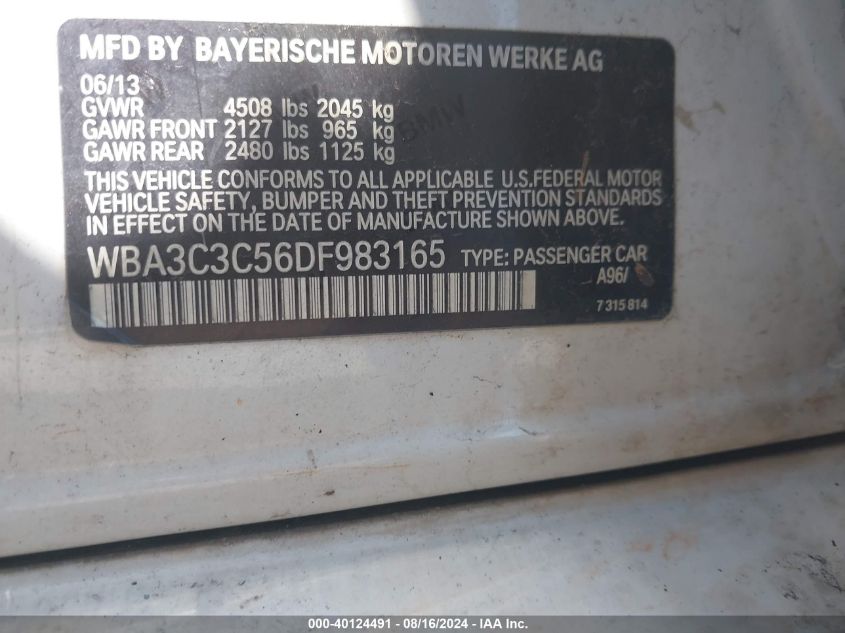 MFD BY BAYERISCHE MOTOREN WERKE AG
06/13
GVWR 4508 lbs 2045 kg
GAWR FRONT 2127 lbs 965 kg
GAWR REAR 2480 lbs 1125 kg
THIS VEHICLE CONFORMS TO ALL APPLICABLE U.S.FEDERAL MOTOR
VEHICLE SAFETY, BUMPER AND THEFT PREVENTION STANDARDS
IN EFFECT ON THE DATE OF MANUFACTURE SHOWN ABOVE.
WBA3C3C56DF983165 TYPE: PASSENGER CAR
A96/
7 315 814
000-40124491 - 08/16/2024 - IAA Inc.